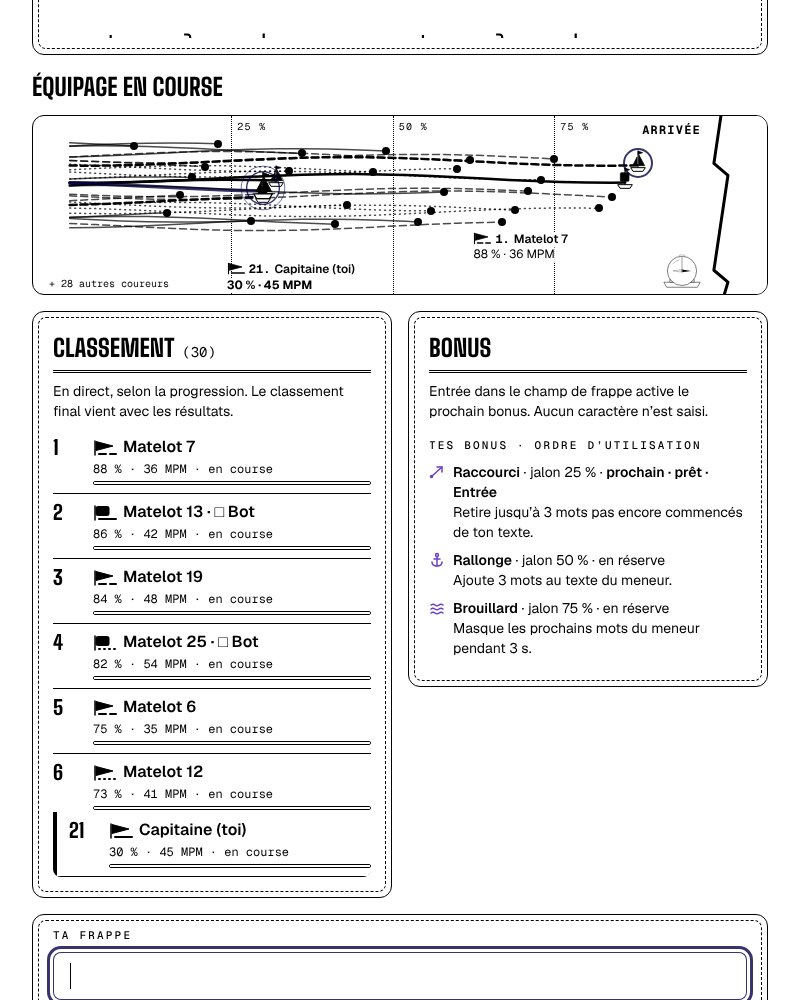 ÉQUIPAGE EN COURSE
25 %
50 %
75 %
ARRIVÉE
1. Matelot 7
88 % · 36 MPM
21. Capitaine (toi)
30 % · 45 MPM
+ 28 autres coureurs
CLASSEMENT (30)
En direct, selon la progression. Le classement
final vient avec les résultats.
1 Matelot 7
88 % · 36 MPM · en course
2 Matelot 13 · □ Bot
86 % · 42 MPM · en course
3 Matelot 19
84 % · 48 MPM · en course
4 Matelot 25 · □ Bot
82 % · 54 MPM · en course
5 Matelot 6
75 % · 35 MPM · en course
6 Matelot 12
73 % · 41 MPM · en course
21 Capitaine (toi)
30 % · 45 MPM · en course
BONUS
Entrée dans le champ de frappe active le
prochain bonus. Aucun caractère n’est saisi.
TES BONUS · ORDRE D'UTILISATION
Raccourci · jalon 25 % · prochain · prêt ·
Entrée
Retire jusqu’à 3 mots pas encore commencés
de ton texte.
Rallonge · jalon 50 % · en réserve
Ajoute 3 mots au texte du meneur.
Brouillard · jalon 75 % · en réserve
Masque les prochains mots du meneur
pendant 3 s.
TA FRAPPE